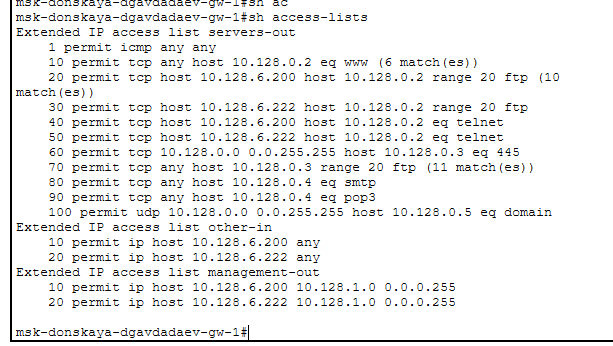 msk-donskaya-dgavdadaev-gw-1#sh ac
msk-donskaya-dgavdadaev-gw-1#sh access-lists
Extended IP access list servers-out
1 permit icmp any any
10 permit tcp any host 10.128.0.2 eq www (6 match(es))
20 permit tcp host 10.128.6.200 host 10.128.0.2 range 20 ftp (10
match(es))
30 permit tcp host 10.128.6.222 host 10.128.0.2 range 20 ftp
40 permit tcp host 10.128.6.200 host 10.128.0.2 eq telnet
50 permit tcp host 10.128.6.222 host 10.128.0.2 eq telnet
60 permit tcp 10.128.0.0 0.0.255.255 host 10.128.0.3 eq 445
70 permit tcp any host 10.128.0.3 range 20 ftp (11 match(es))
80 permit tcp any host 10.128.0.4 eq smtp
90 permit tcp any host 10.128.0.4 eq pop3
100 permit udp 10.128.0.0 0.0.255.255 host 10.128.0.5 eq domain
Extended IP access list other-in
10 permit ip host 10.128.6.200 any
20 permit ip host 10.128.6.222 any
Extended IP access list management-out
10 permit ip host 10.128.6.200 10.128.1.0 0.0.0.255
20 permit ip host 10.128.6.222 10.128.1.0 0.0.0.255
msk-donskaya-dgavdadaev-gw-1#